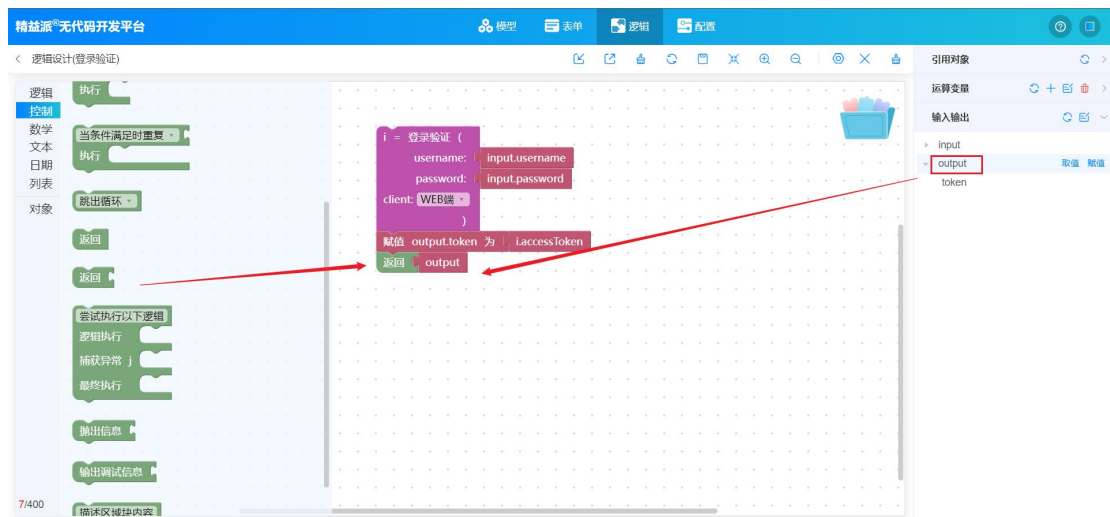 精益派®无代码开发平台
模型
表单
逻辑
配置
逻辑设计(登录验证)
逻辑
控制
数学
文本
日期
列表
对象
7/400
执行
当条件满足时重复
执行
跳出循环
返回
返回
尝试执行以下逻辑
逻辑执行
捕获异常 j
最终执行
抛出信息
输出调试信息
描述区域块内容
i = 登录验证 (
username: input.username
password: input.password
client: WEB端
)
赋值 output.token 为 i.accessToken
返回 output
引用对象
运算变量
输入输出
input
output 取值 赋值
token